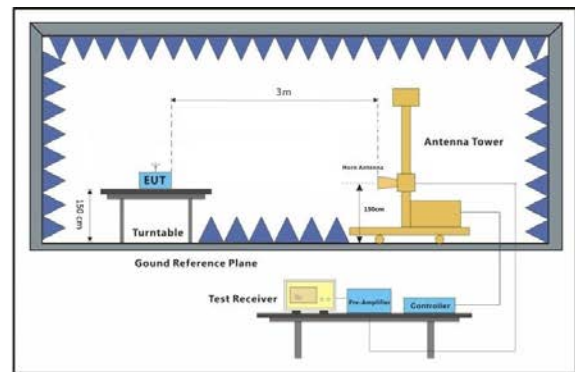 3m
Antenna Tower
Horn Antenna
EUT
150 cm
150cm
Turntable
Gound Reference Plane
Test Receiver
Pre-Amplifier
Controller